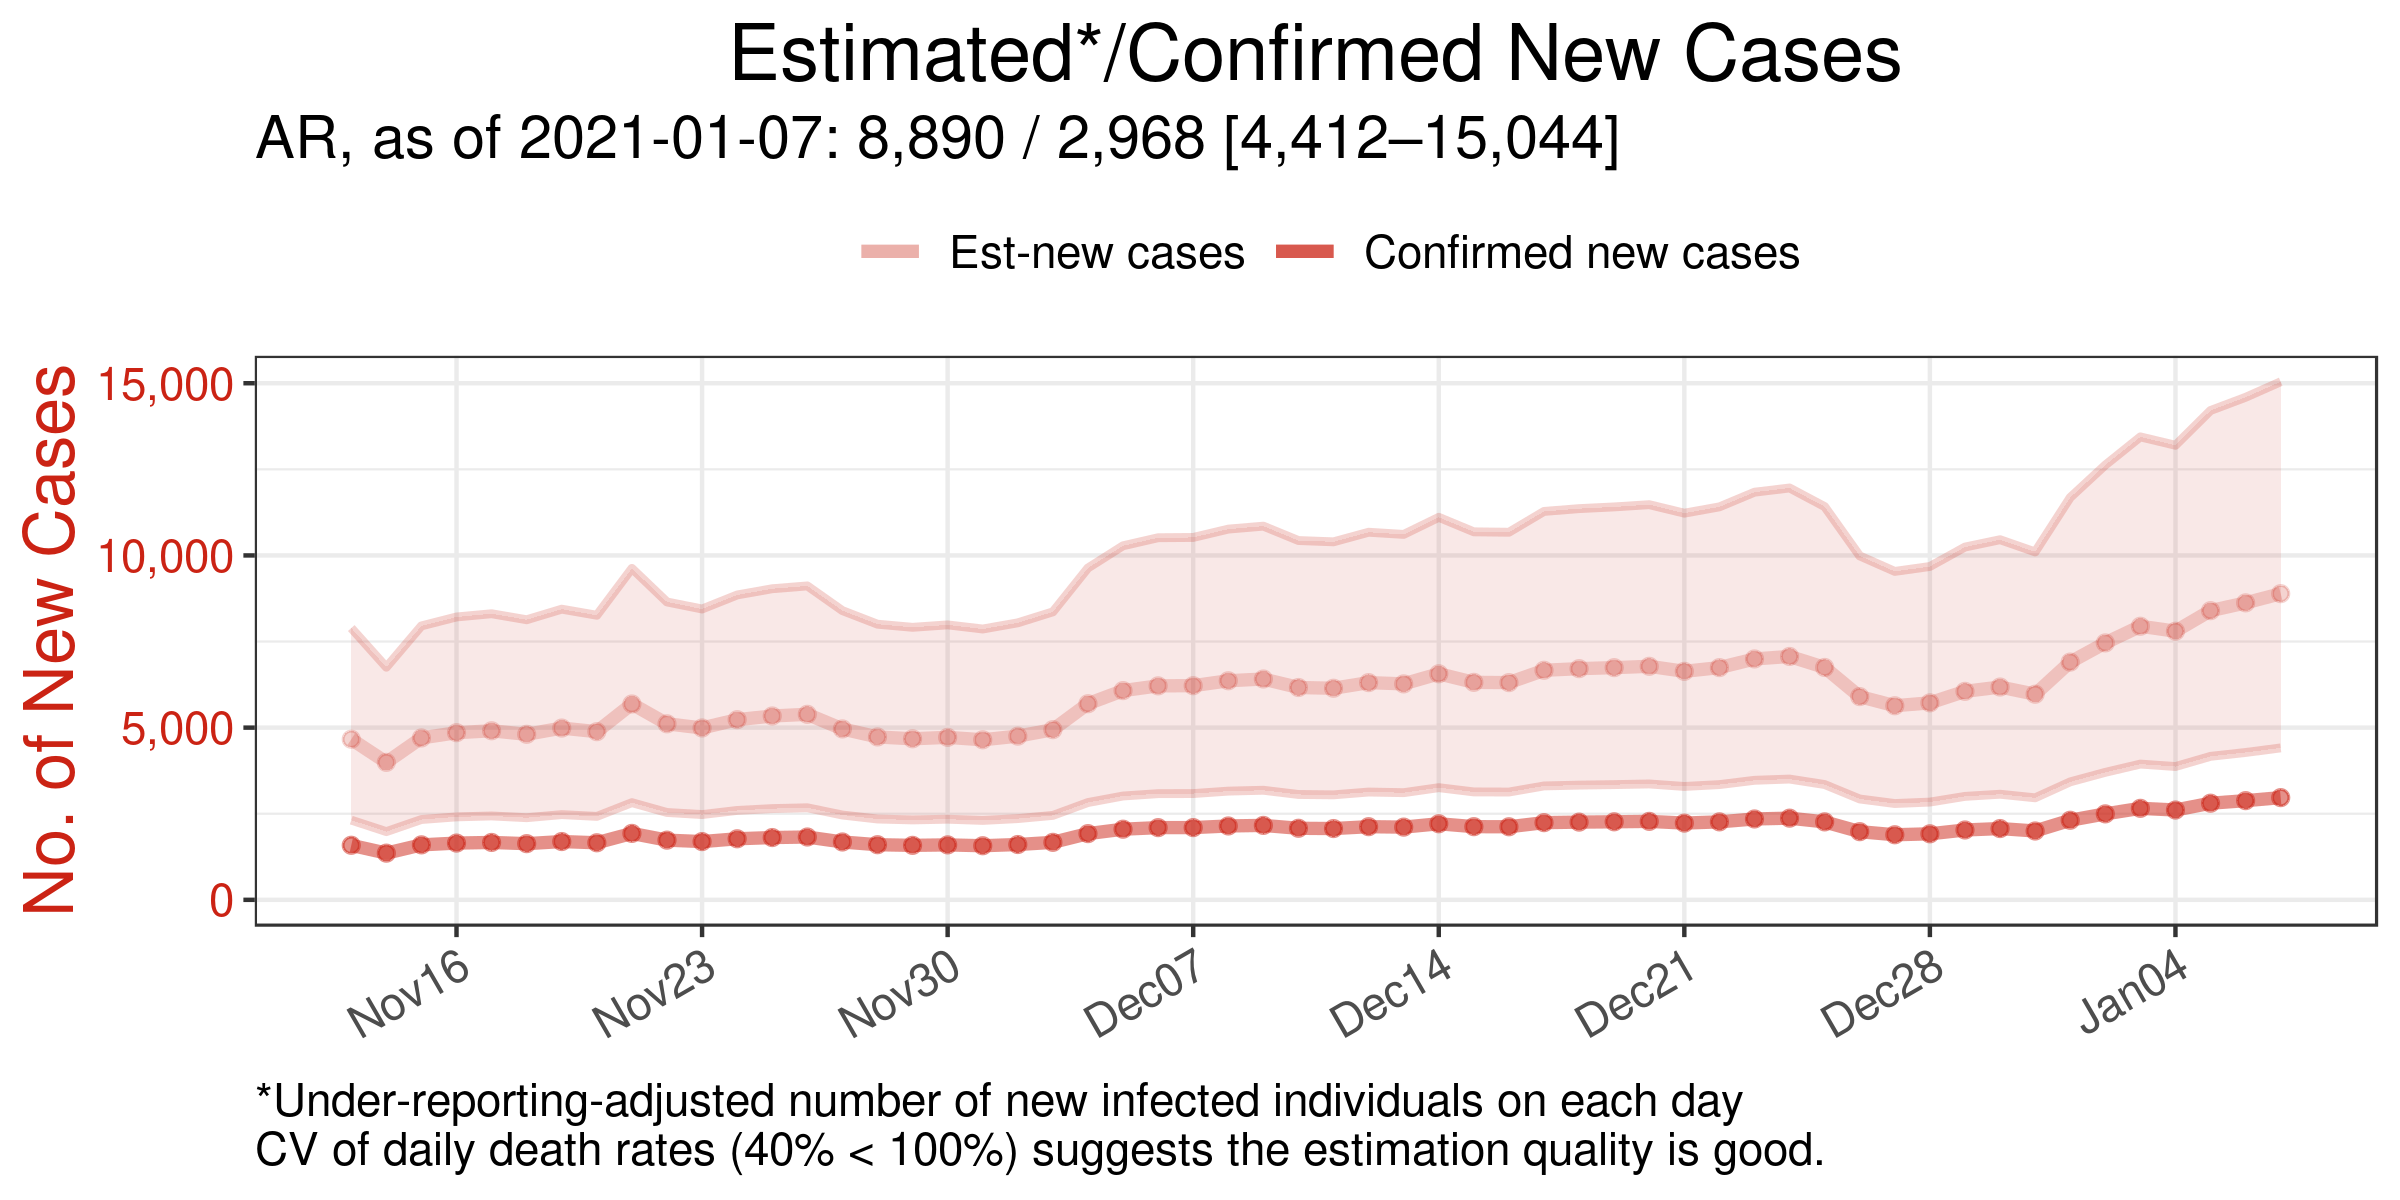 Estimated*/Confirmed New Cases
AR, as of 2021-01-07: 8,890 / 2,968 [4,412–15,044]
Est-new cases
Confirmed new cases
No. of New Cases
15,000
10,000
5,000
0
Nov16
Nov23
Nov30
Dec07
Dec14
Dec21
Dec28
Jan04
*Under-reporting-adjusted number of new infected individuals on each day
CV of daily death rates (40% < 100%) suggests the estimation quality is good.